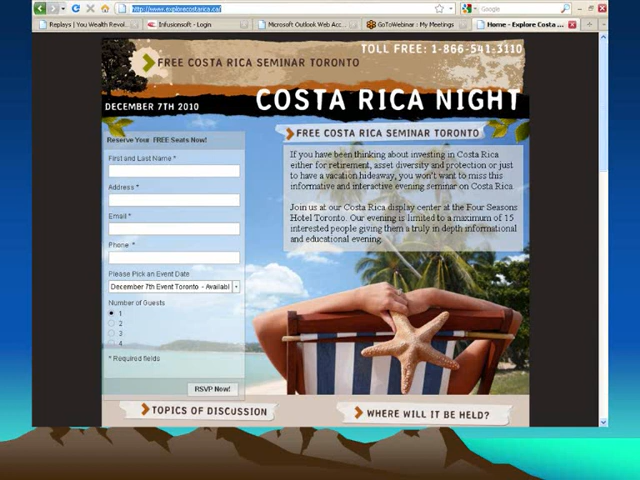 http://www.explorecostarica.ca/
Google
Replays | You Wealth Revol...
Infusionsoft - Login
Microsoft Outlook Web Acc...
GoToWebinar : My Meetings
Home - Explore Costa ...
TOLL FREE: 1-866-541-3110
FREE COSTA RICA SEMINAR TORONTO
DECEMBER 7TH 2010
COSTA RICA NIGHT
Reserve Your FREE Seats Now!
First and Last Name *
Address *
Email *
Phone *
Please Pick an Event Date
December 7th Event Toronto - Availabl
Number of Guests
1
2
3
4
* Required fields
RSVP Now!
FREE COSTA RICA SEMINAR TORONTO
If you have been thinking about investing in Costa Rica
either for retirement, asset diversity and protection or just
to have a vacation hideaway, you won't want to miss this
informative and interactive evening seminar on Costa Rica
Join us at our Costa Rica display center at the Four Seasons
Hotel Toronto. Our evening is limited to a maximum of 15
interested people giving them a truly in depth informational
and educational evening.
TOPICS OF DISCUSSION
WHERE WILL IT BE HELD?